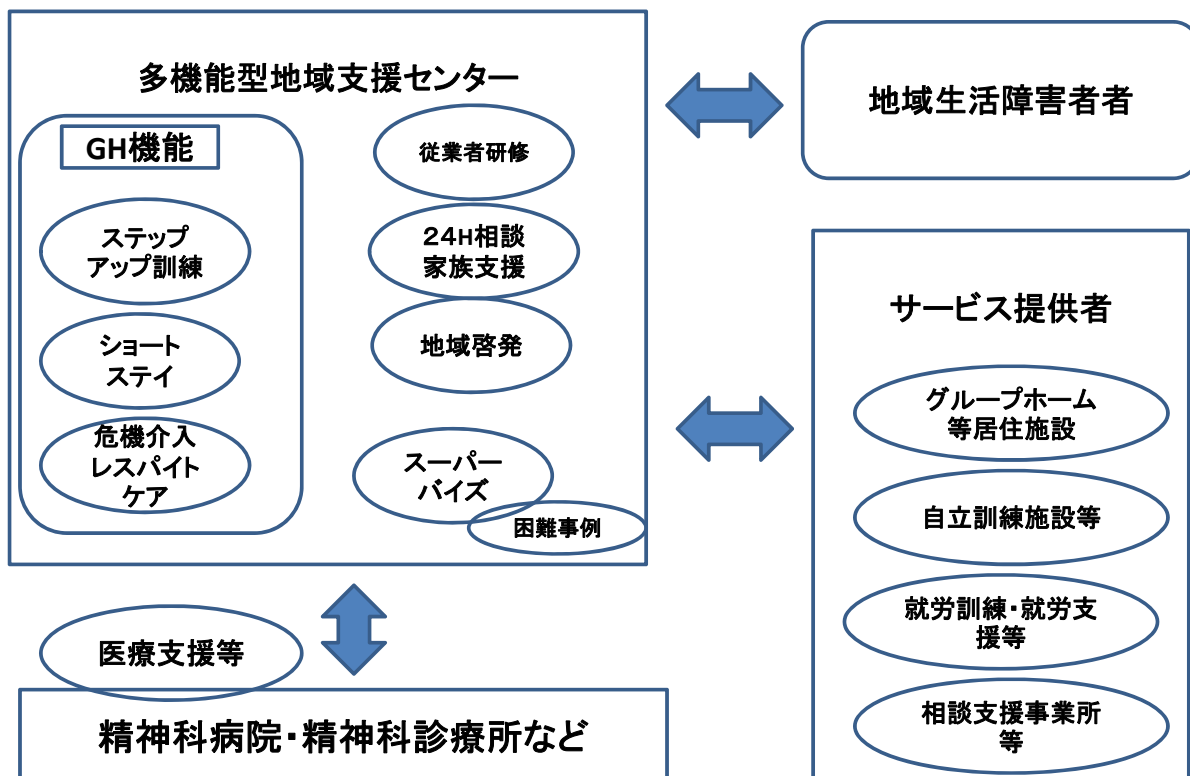 多機能型地域支援センター
GH機能
ステップ
アップ訓練
ショート
ステイ
危機介入
レスパイト
ケア
従業者研修
24H相談
家族支援
地域啓発
スーパー
バイズ
困難事例
地域生活障害者者
サービス提供者
グループホーム
等居住施設
自立訓練施設等
就労訓練・就労支
援等
相談支援事業所
等
医療支援等
精神科病院・精神科診療所など